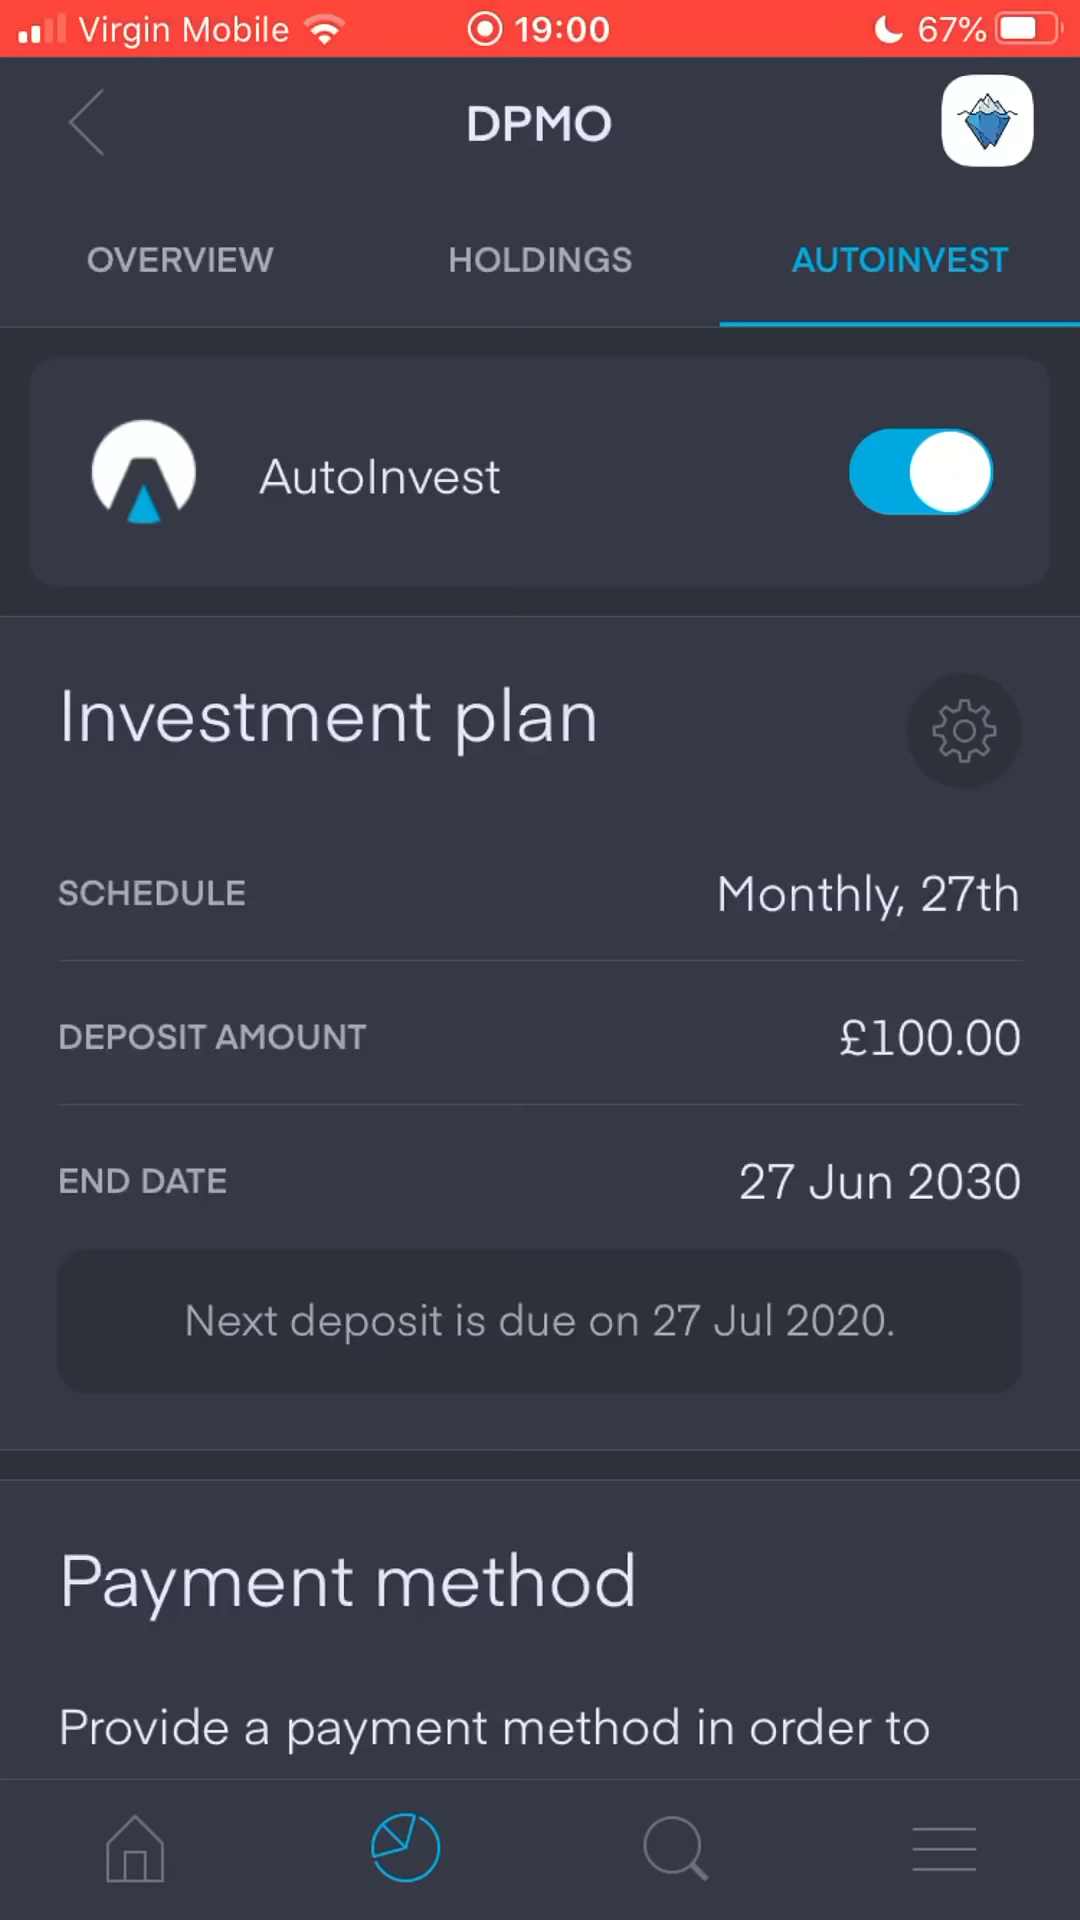 Virgin Mobile 19:00 67%
DPMO
OVERVIEW HOLDINGS AUTOINVEST
AutoInvest
Investment plan
SCHEDULE Monthly, 27th
DEPOSIT AMOUNT £100.00
END DATE 27 Jun 2030
Next deposit is due on 27 Jul 2020.
Payment method
Provide a payment method in order to